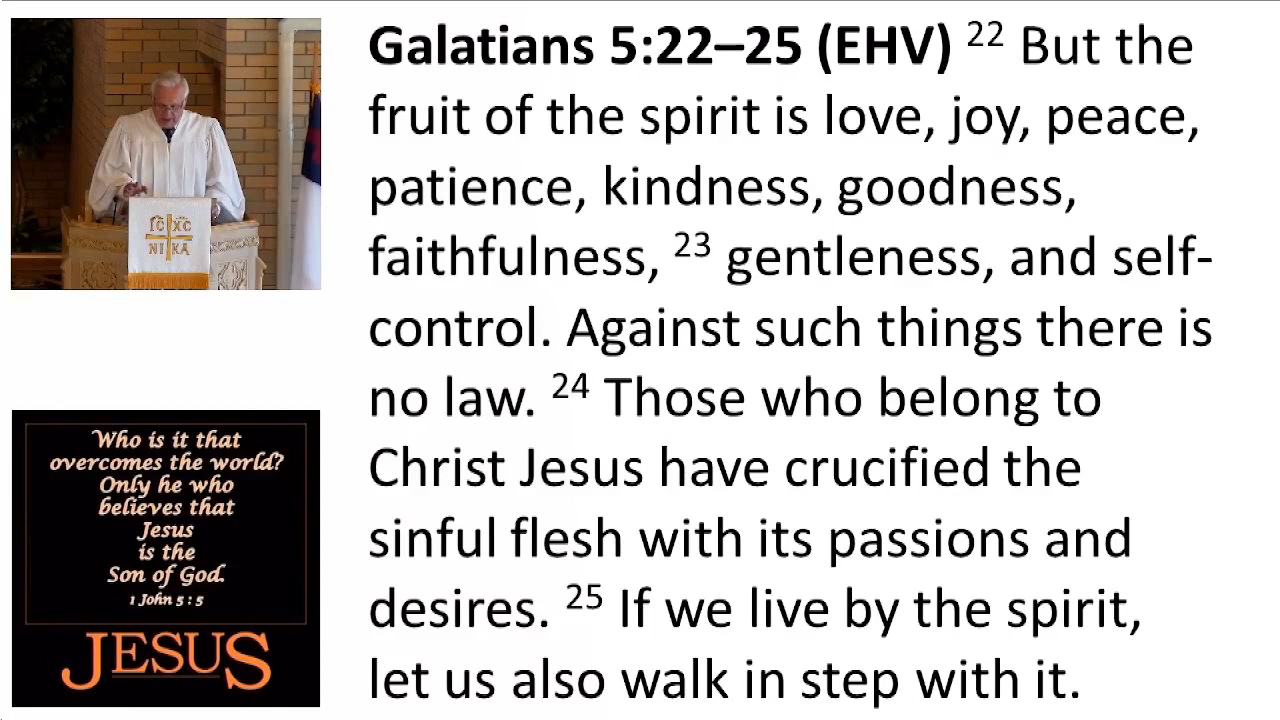 IC XC
NI KA
Who is it that
overcomes the world?
Only he who
believes that
Jesus
is the
Son of God.
1 John 5:5
JESUS
Galatians 5:22–25 (EHV) 22 But the
fruit of the spirit is love, joy, peace,
patience, kindness, goodness,
faithfulness, 23 gentleness, and self-
control. Against such things there is
no law. 24 Those who belong to
Christ Jesus have crucified the
sinful flesh with its passions and
desires. 25 If we live by the spirit,
let us also walk in step with it.